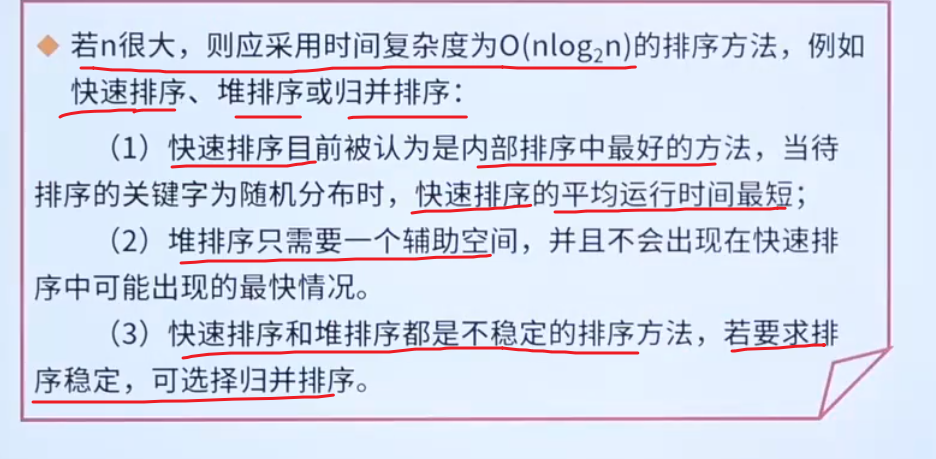 若n很大，则应采用时间复杂度为O(nlog₂n)的排序方法，例如
快速排序、堆排序或归并排序：
（1）快速排序目前被认为是内部排序中最好的方法，当待
排序的关键字为随机分布时，快速排序的平均运行时间最短；
（2）堆排序只需要一个辅助空间，并且不会出现在快速排
序中可能出现的最快情况。
（3）快速排序和堆排序都是不稳定的排序方法，若要求排
序稳定，可选择归并排序。